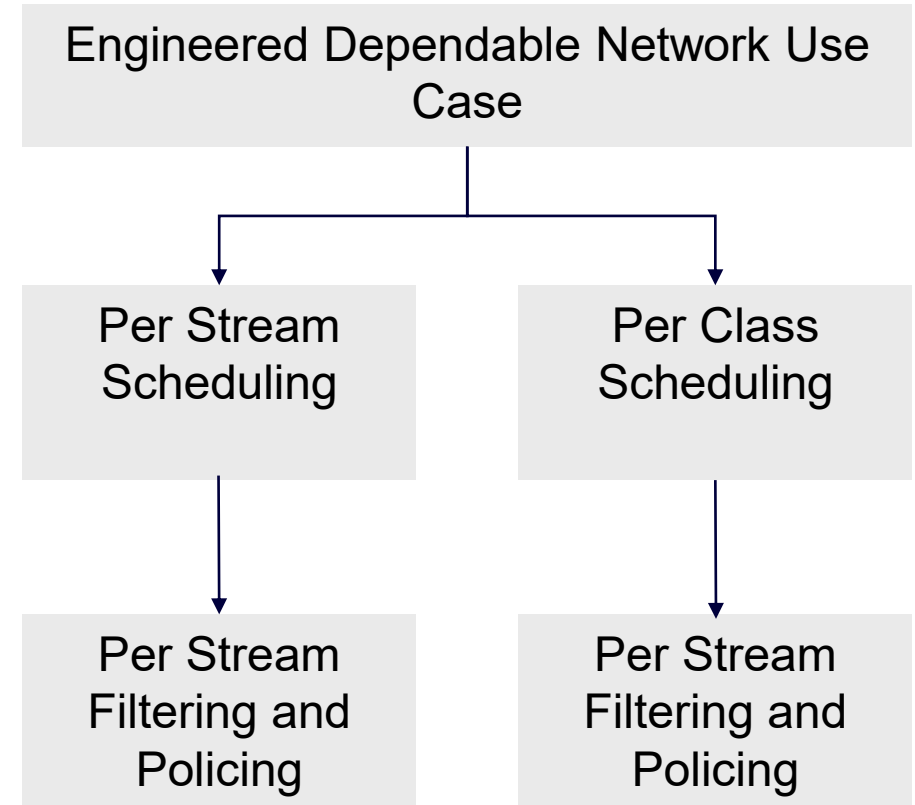 Engineered Dependable Network Use
Case
Per Stream
Scheduling
Per Class
Scheduling
Per Stream
Filtering and
Policing
Per Stream
Filtering and
Policing